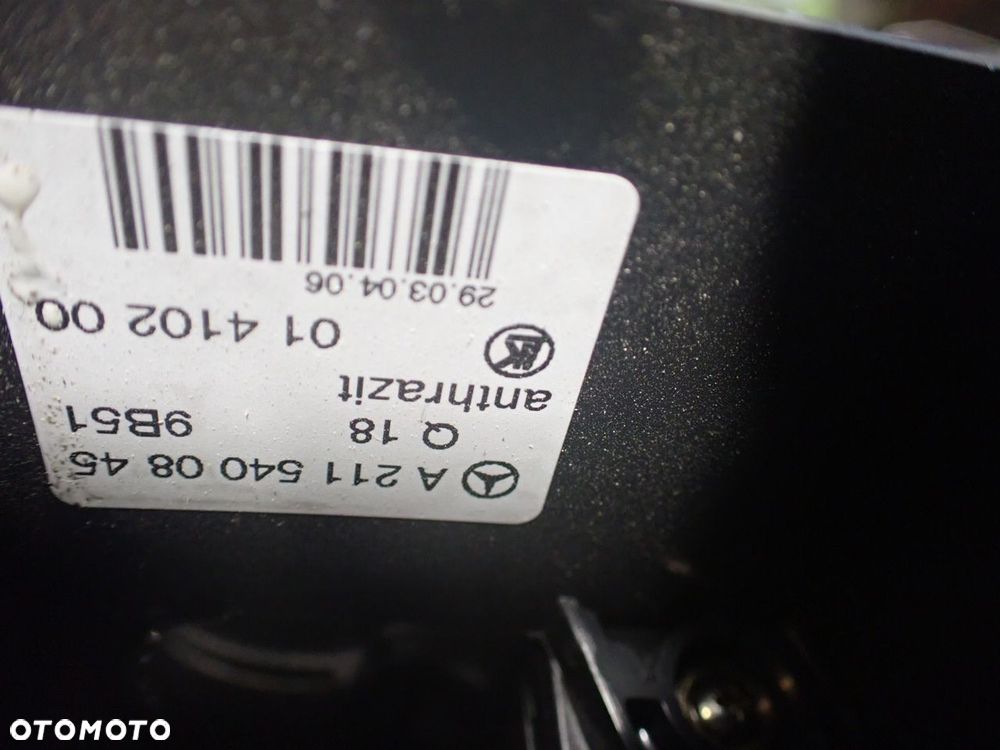 A 211 540 08 45
Q 18 9B51
anthrazit
01 4102 00
29.03.04.06
OTOMOTO